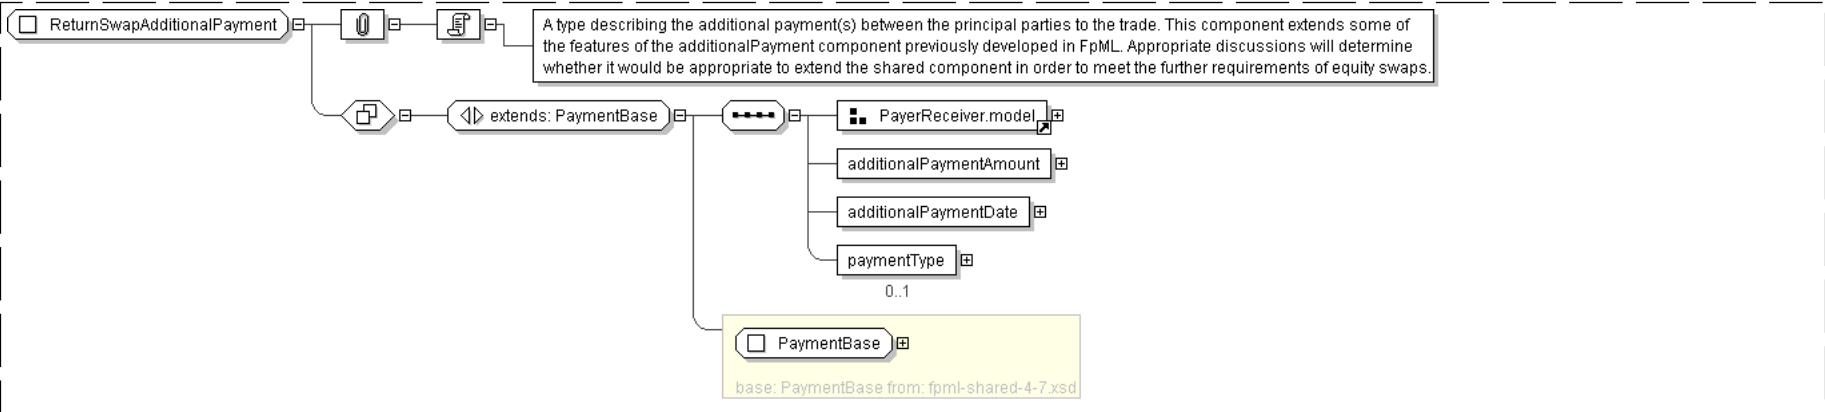 ReturnSwapAdditionalPayment
A type describing the additional payment(s) between the principal parties to the trade. This component extends some of
the features of the additionalPayment component previously developed in FpML. Appropriate discussions will determine
whether it would be appropriate to extend the shared component in order to meet the further requirements of equity swaps.
extends: PaymentBase
PayerReceiver.model
additionalPaymentAmount
additionalPaymentDate
paymentType
0..1
PaymentBase
base: PaymentBase from: fpml-shared-4-7.xsd